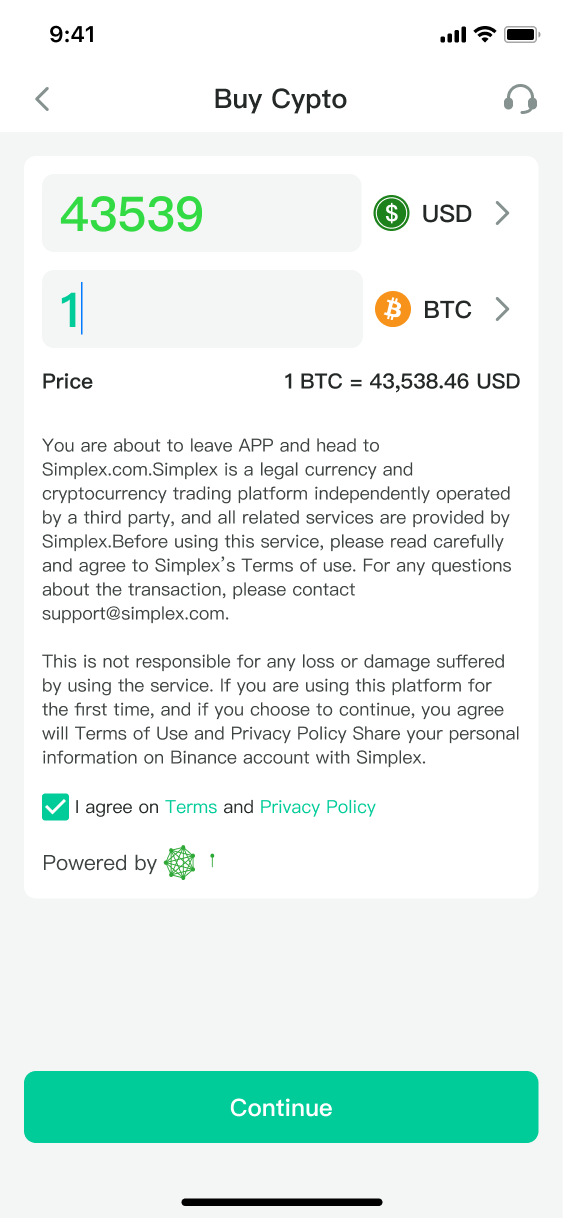 9:41
Buy Cypto
43539
USD
1
BTC
Price
1 BTC = 43,538.46 USD
You are about to leave APP and head to
Simplex.com.Simplex is a legal currency and
cryptocurrency trading platform independently operated
by a third party, and all related services are provided by
Simplex.Before using this service, please read carefully
and agree to Simplex's Terms of use. For any questions
about the transaction, please contact
support@simplex.com.
This is not responsible for any loss or damage suffered
by using the service. If you are using this platform for
the first time, and if you choose to continue, you agree
will Terms of Use and Privacy Policy Share your personal
information on Binance account with Simplex.
I agree on Terms and Privacy Policy
Powered by
Continue